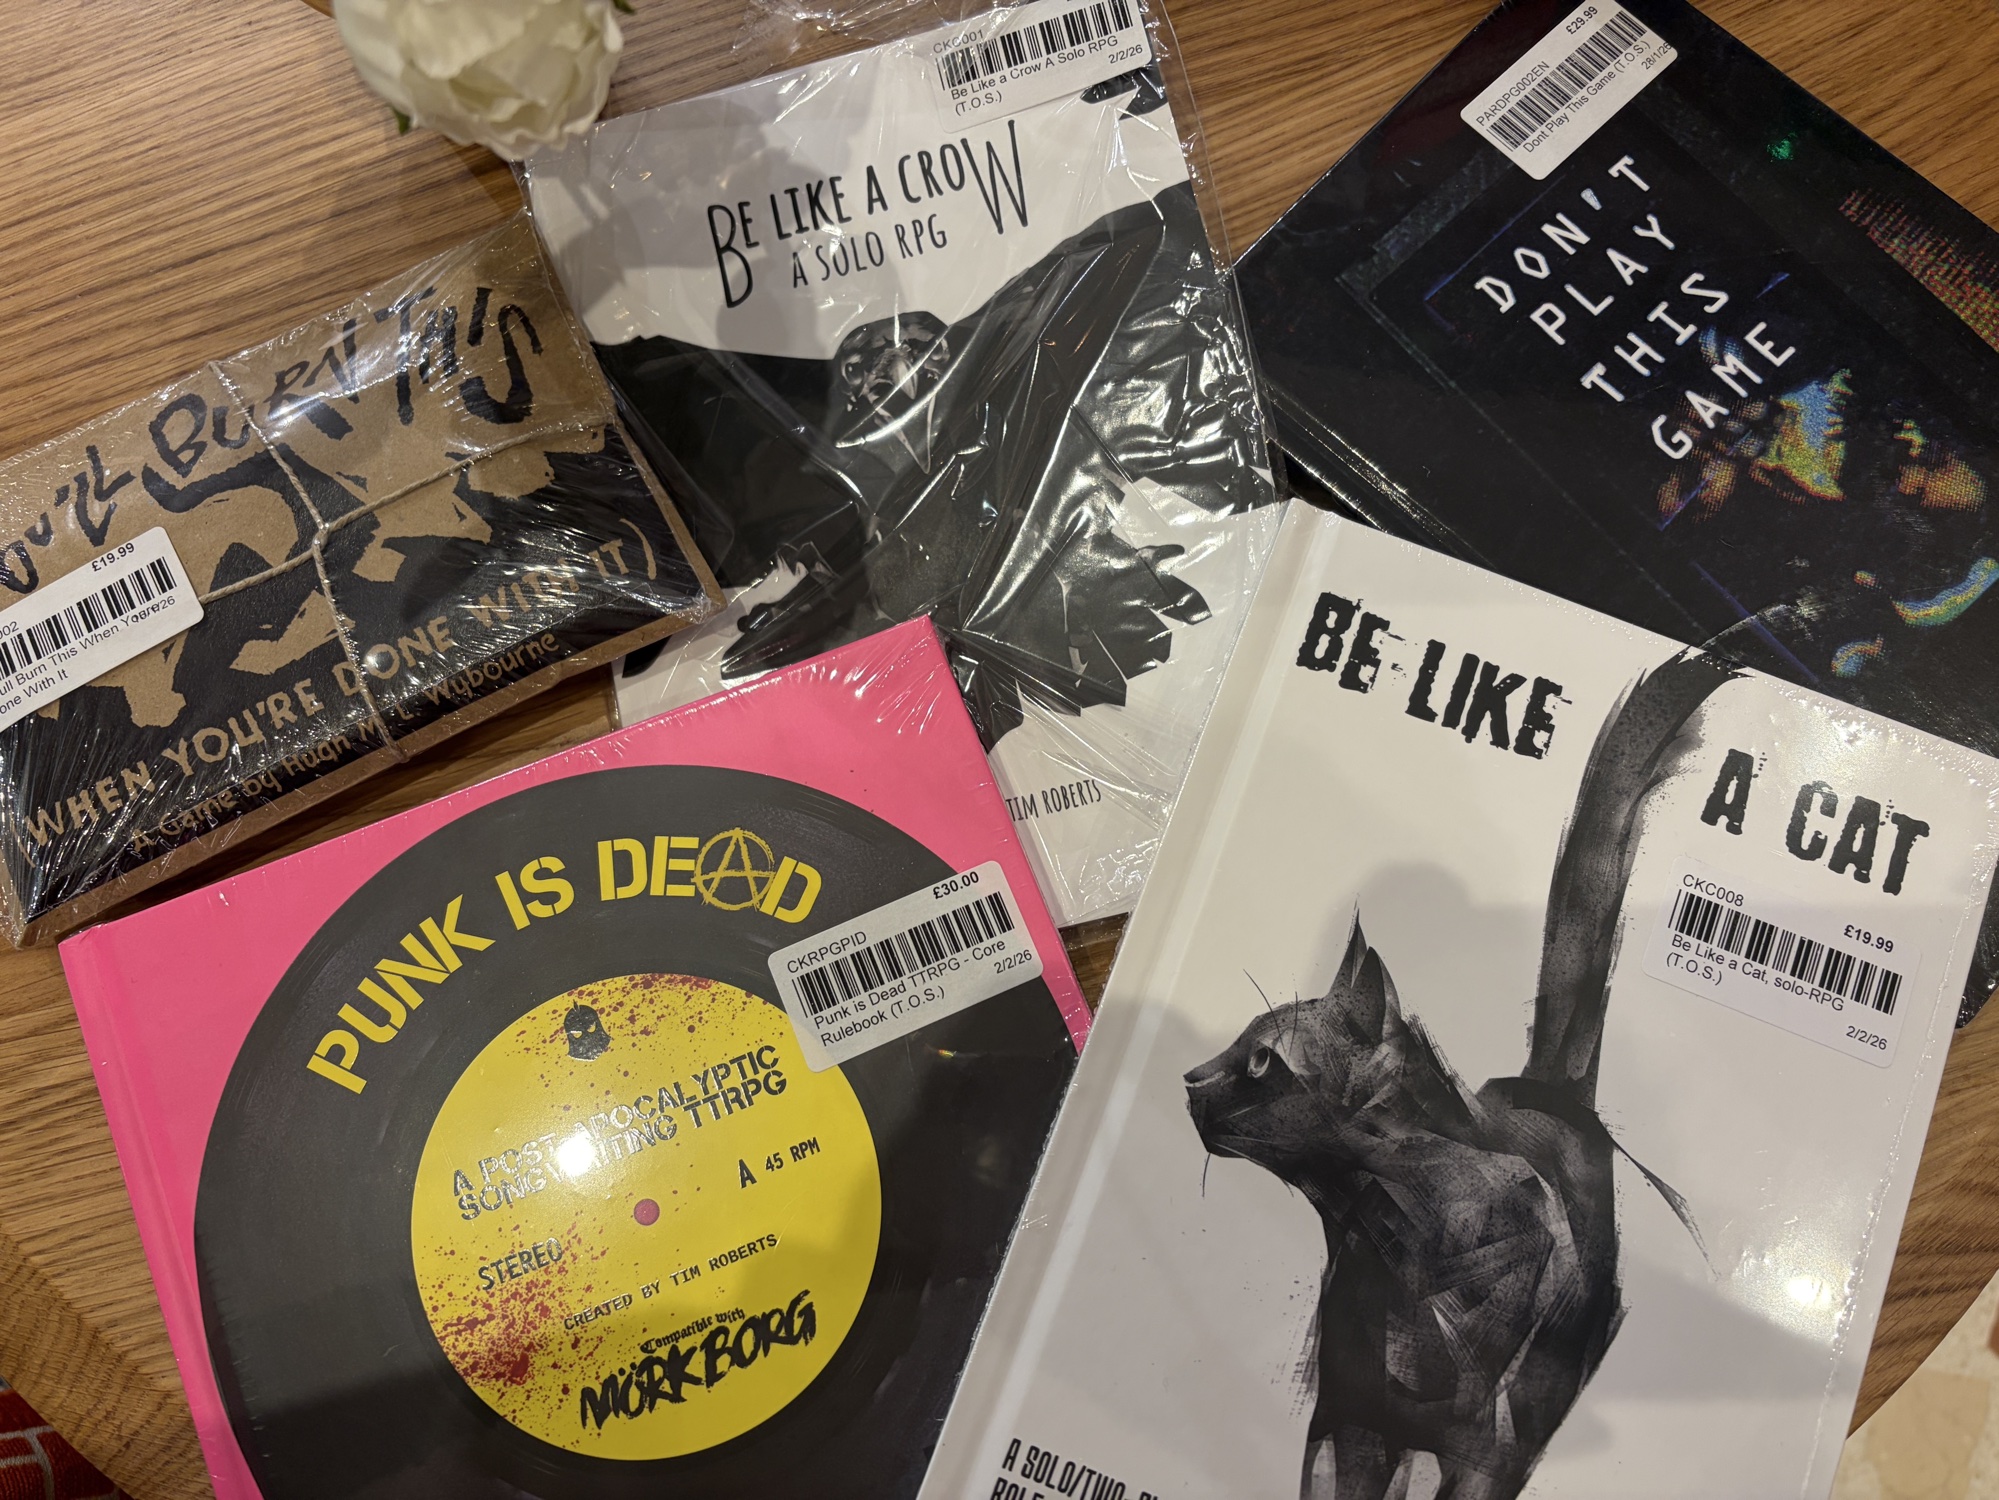 BURN THIS
(WHEN YOU'RE DONE WITH IT)
A Game by Hugh M. L. Wybourne
£19.99
Burn This When You're
Done With It
CKC001
Be Like a Crow A Solo RPG
(T.O.S.)
2/2/26
BE LIKE A CROW
A SOLO RPG
TIM ROBERTS
£29.99
PARDPG002EN
Dont Play This Game (T.O.S.)
28/1/26
DON'T
PLAY
THIS
GAME
PUNK IS DEAD
£30.00
CKRPGPID
Punk is Dead TTRPG - Core
Rulebook (T.O.S.)
2/2/26
A POST-APOCALYPTIC
SONGWRITING TTRPG
A 45 RPM
STEREO
CREATED BY TIM ROBERTS
Compatible with
MÖRK BORG
BE LIKE
A CAT
CKC008
£19.99
Be Like a Cat, solo-RPG
(T.O.S.)
2/2/26
A SOLO/TWO-